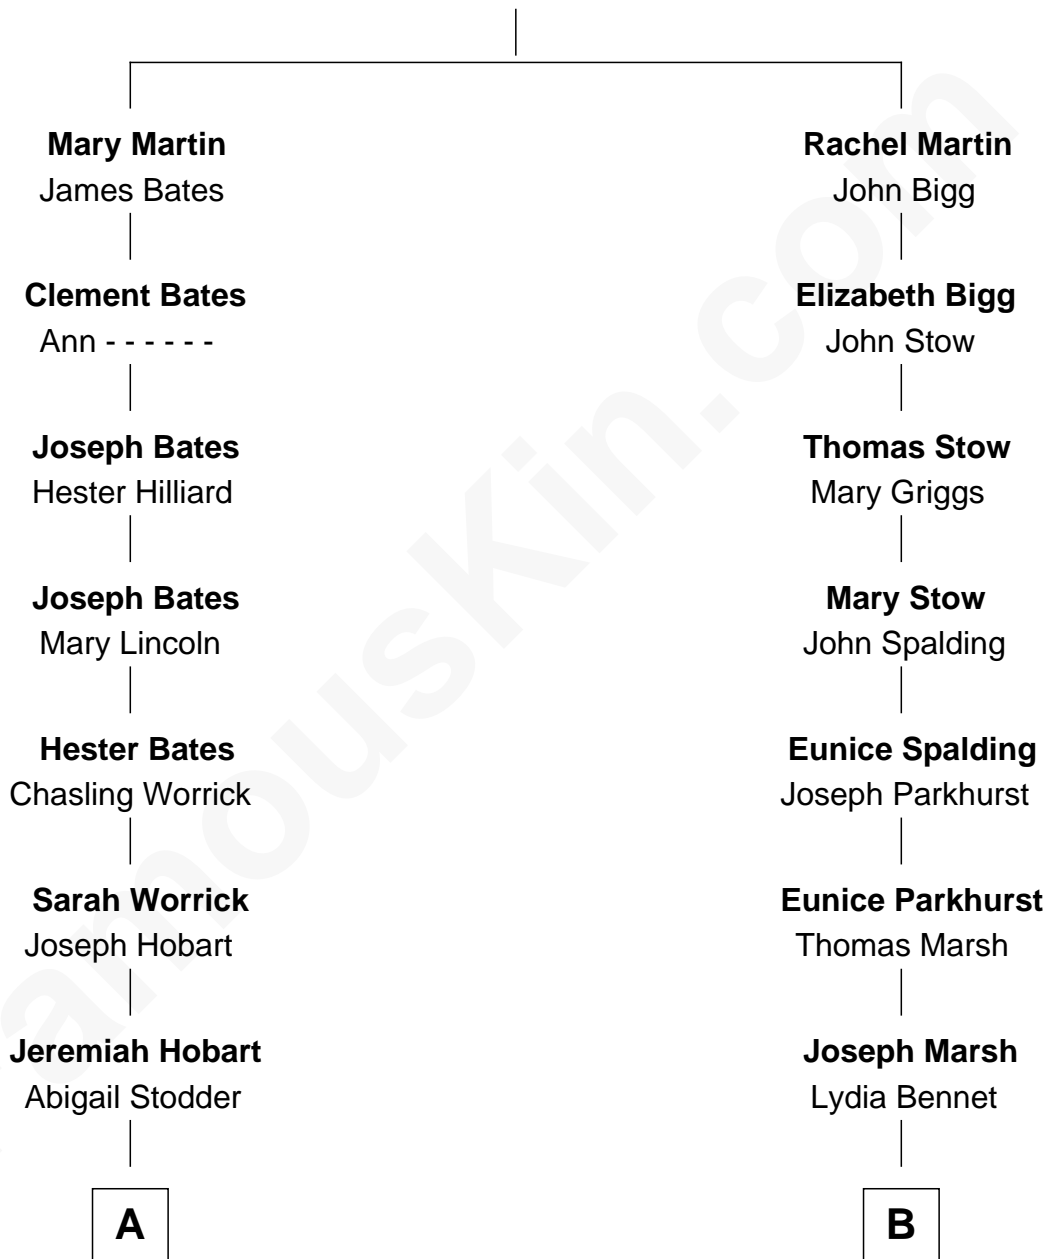 Mary Martin
James Bates
Clement Bates
Ann - - - - - -
Joseph Bates
Hester Hilliard
Joseph Bates
Mary Lincoln
Hester Bates
Chasling Worrick
Sarah Worrick
Joseph Hobart
Jeremiah Hobart
Abigail Stodder
A
Rachel Martin
John Bigg
Elizabeth Bigg
John Stow
Thomas Stow
Mary Griggs
Mary Stow
John Spalding
Eunice Spalding
Joseph Parkhurst
Eunice Parkhurst
Thomas Marsh
Joseph Marsh
Lydia Bennet
B
amouskin.com